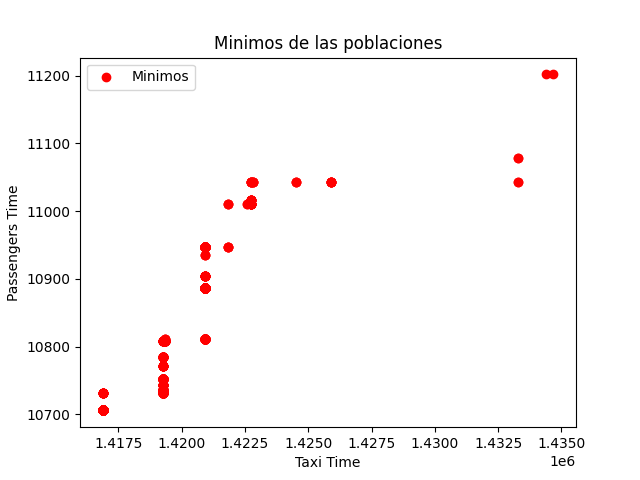 Minimos de las poblaciones
Minimos
11200
11100
11000
10900
10800
10700
Passengers Time
1.4175 1.4200 1.4225 1.4250 1.4275 1.4300 1.4325 1.4350
1e6
Taxi Time